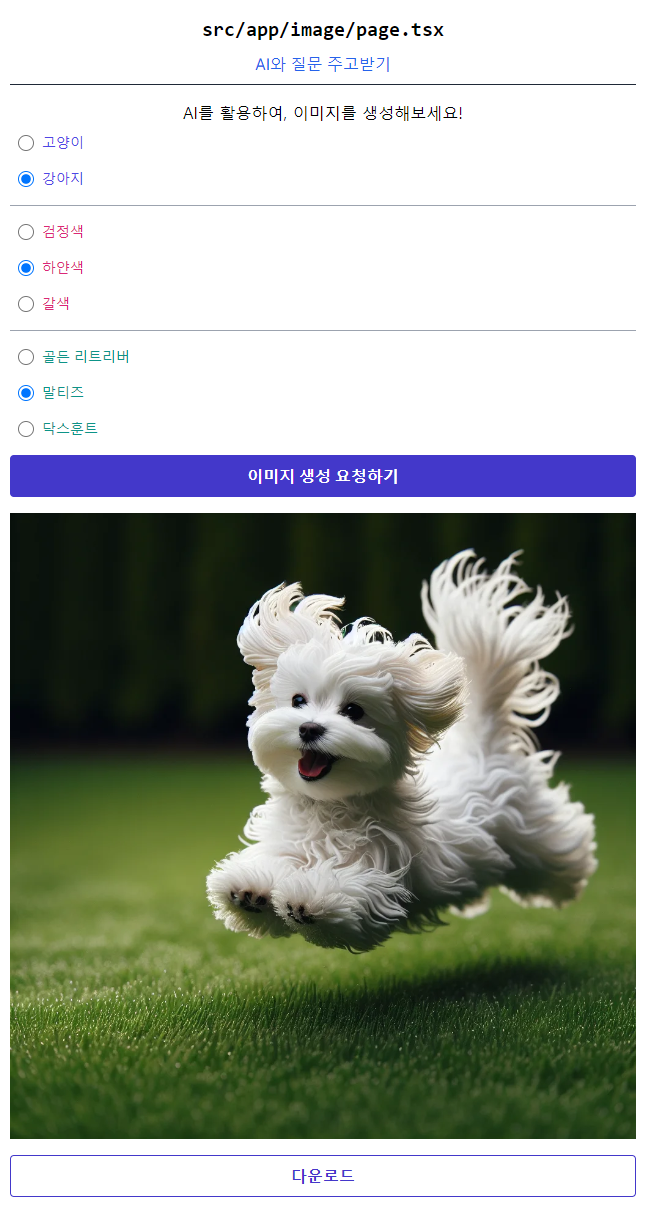 src/app/image/page.tsx
AI와 질문 주고받기
AI를 활용하여, 이미지를 생성해보세요!
고양이
강아지
검정색
하얀색
갈색
골든 리트리버
말티즈
닥스훈트
이미지 생성 요청하기
다운로드